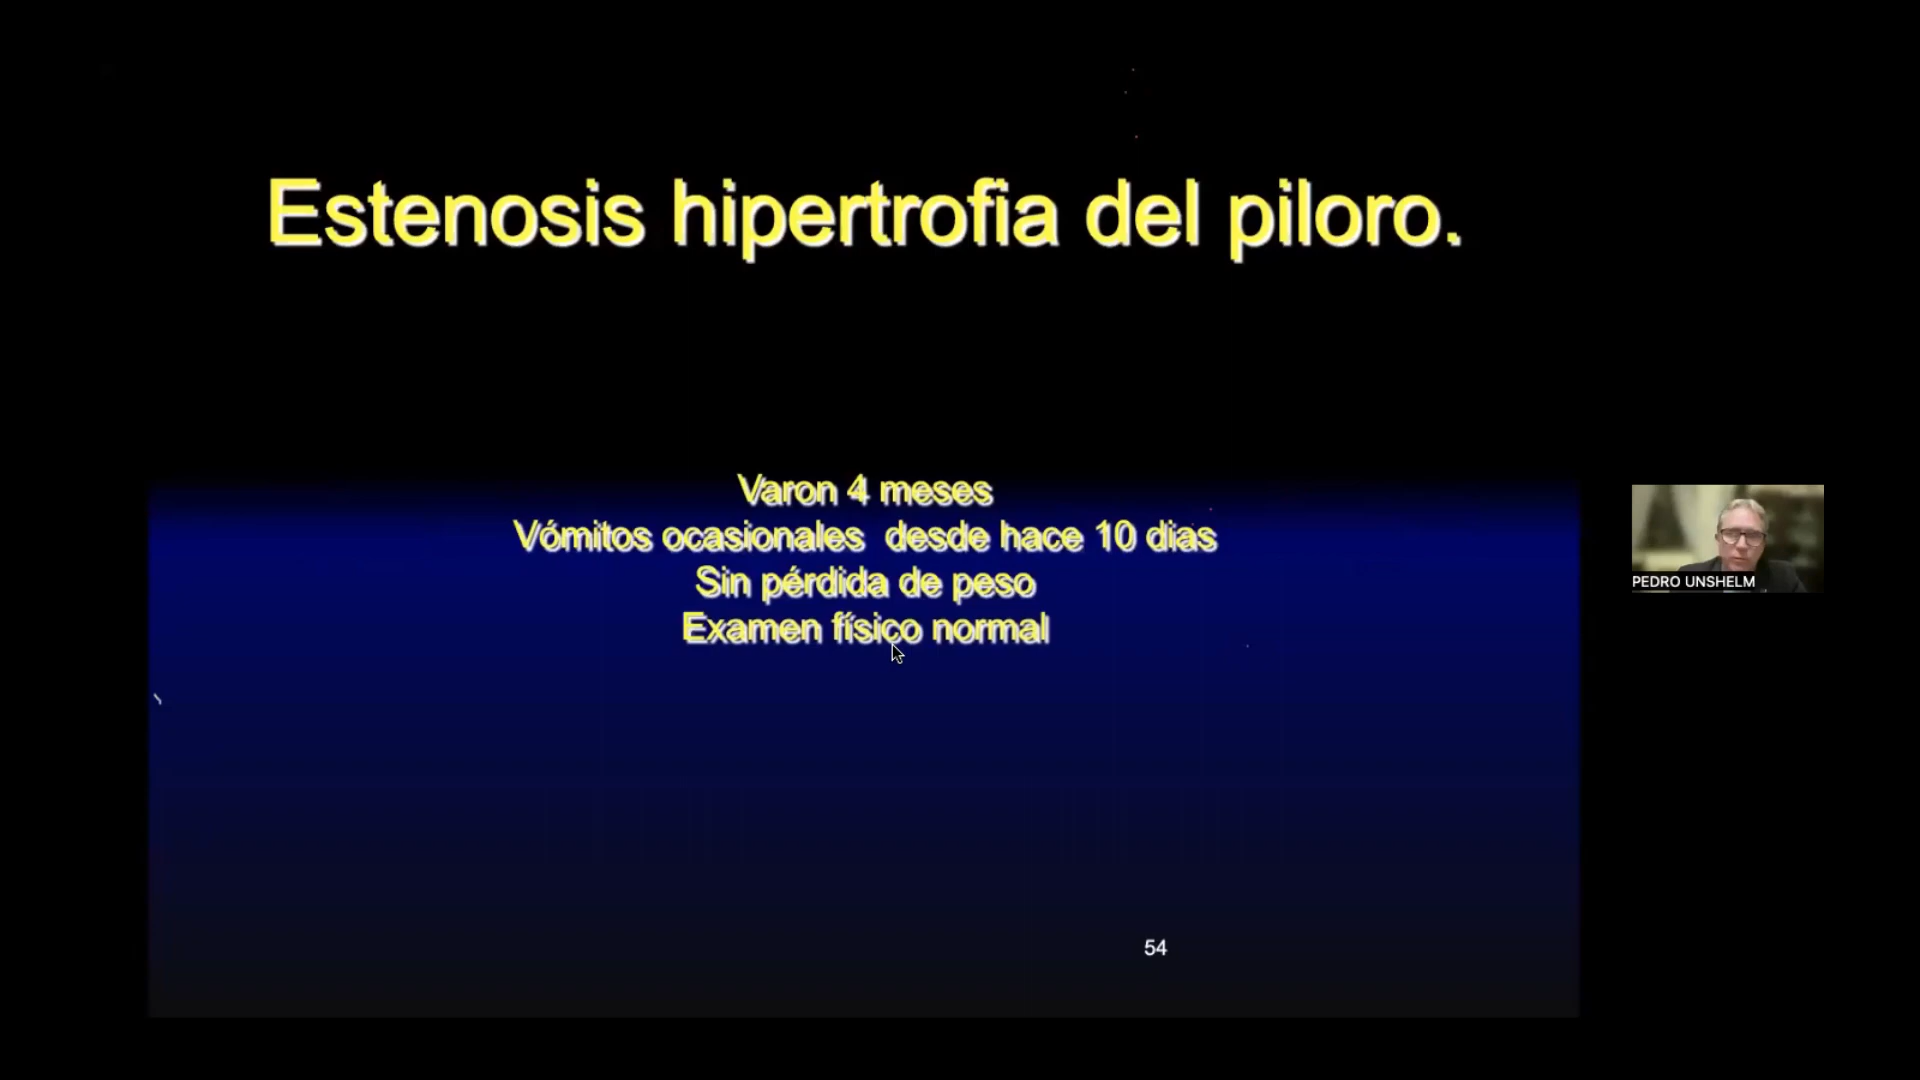 Estenosis hipertrofia del piloro.
Varon 4 meses
Vómitos ocasionales desde hace 10 dias
Sin pérdida de peso
Examen físico normal
PEDRO UNSHELM
54